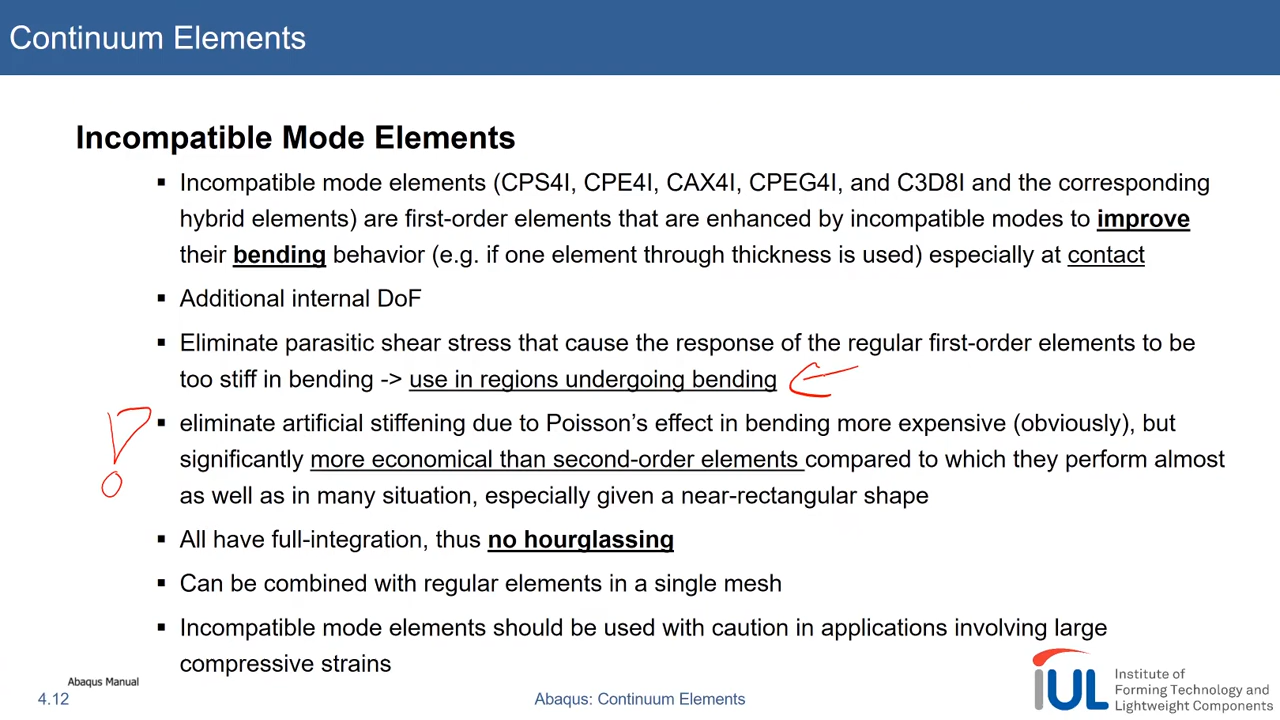 Continuum Elements
Incompatible Mode Elements
▪ Incompatible mode elements (CPS4I, CPE4I, CAX4I, CPEG4I, and C3D8I and the corresponding
hybrid elements) are first-order elements that are enhanced by incompatible modes to improve
their bending behavior (e.g. if one element through thickness is used) especially at contact
▪ Additional internal DoF
▪ Eliminate parasitic shear stress that cause the response of the regular first-order elements to be
too stiff in bending -> use in regions undergoing bending
▪ eliminate artificial stiffening due to Poisson’s effect in bending more expensive (obviously), but
significantly more economical than second-order elements compared to which they perform almost
as well as in many situation, especially given a near-rectangular shape
▪ All have full-integration, thus no hourglassing
▪ Can be combined with regular elements in a single mesh
▪ Incompatible mode elements should be used with caution in applications involving large
compressive strains
Abaqus Manual
4.12
Abaqus: Continuum Elements
IUL
Institute of
Forming Technology and
Lightweight Components